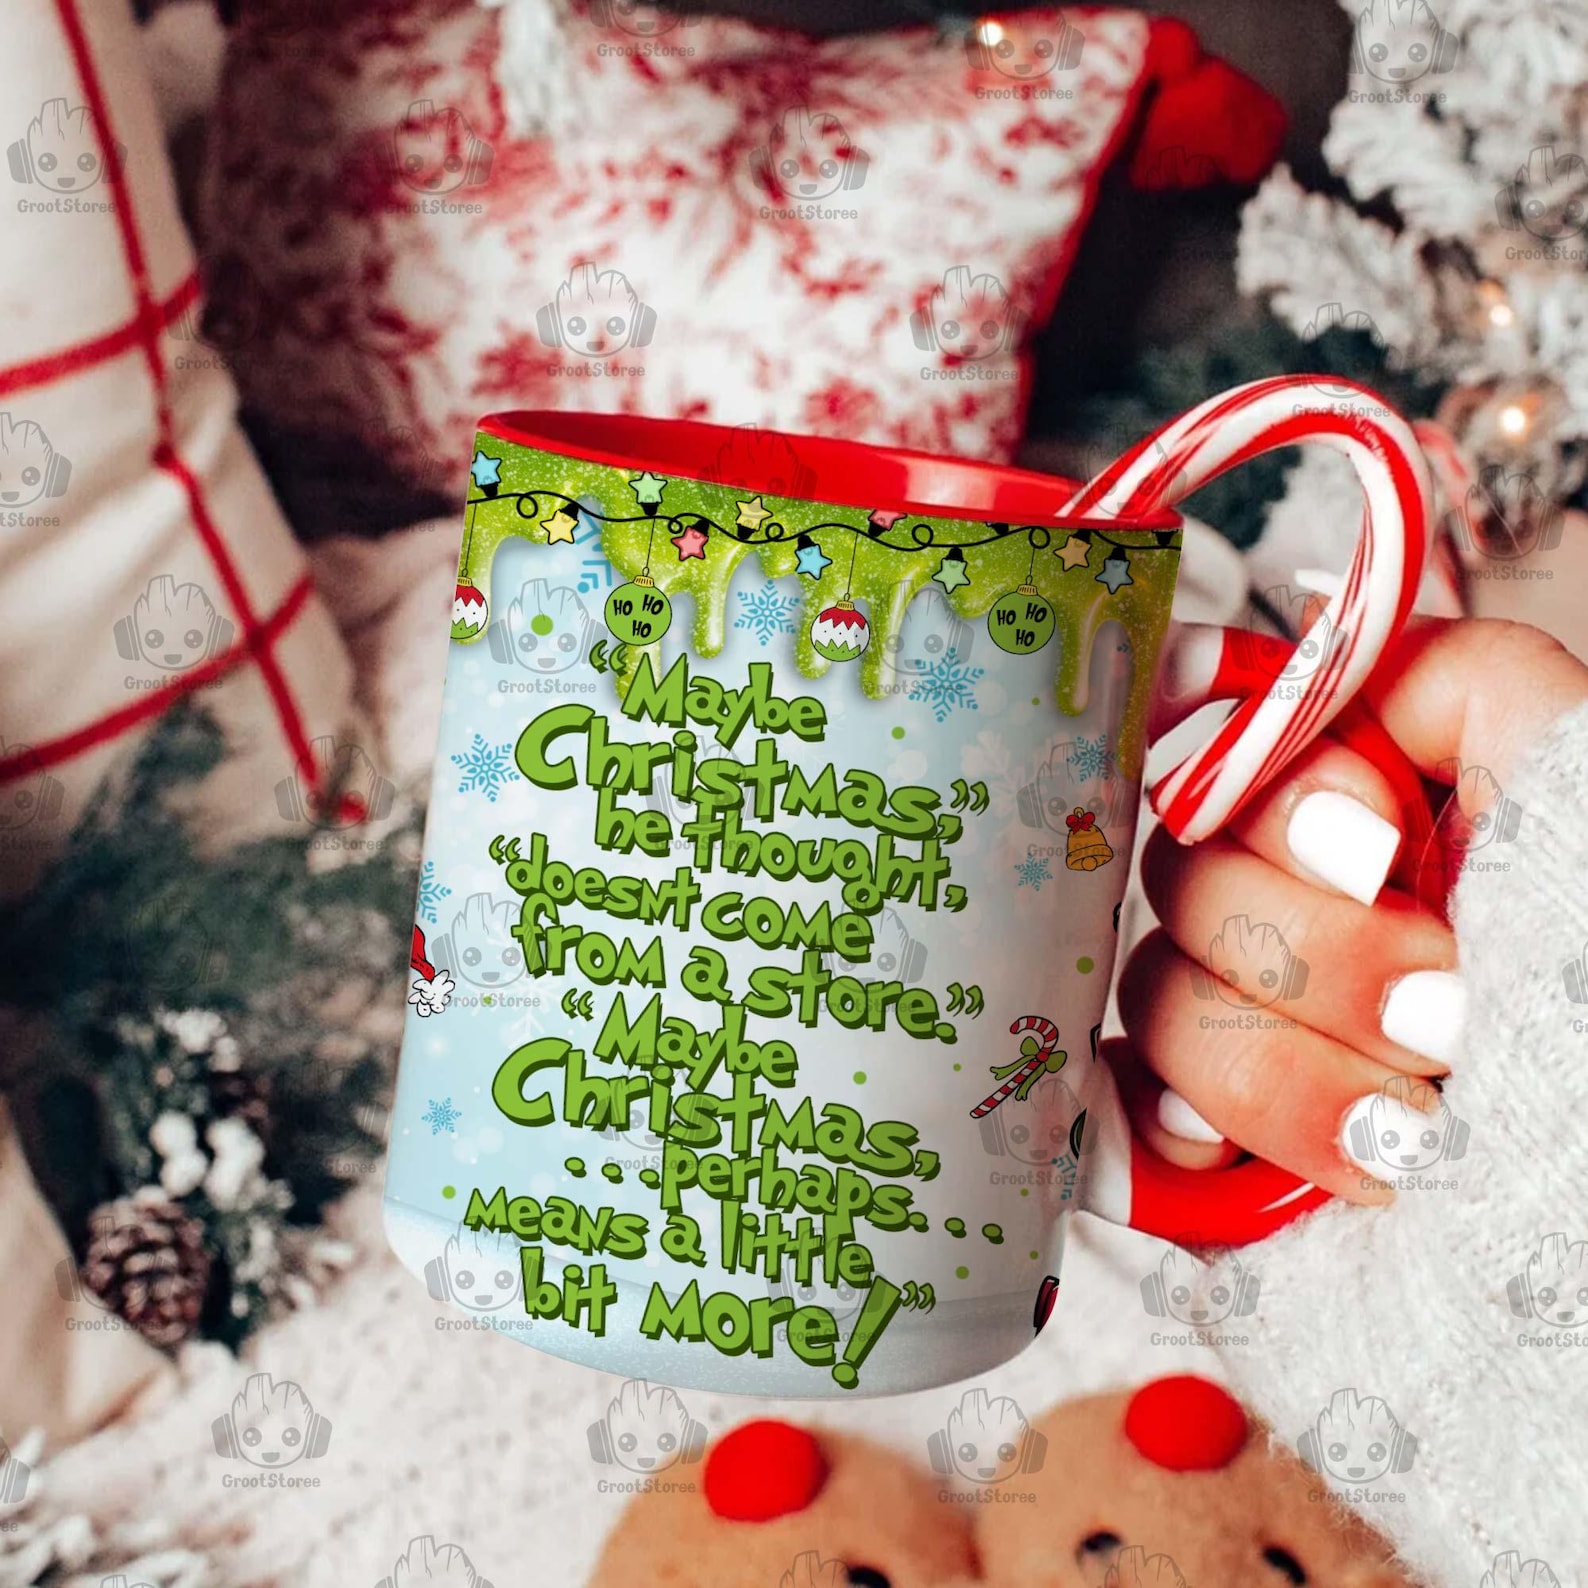 HO HO
HO
HO HO
HO
“Maybe
Christmas,”
he thought,
“doesnt come
from a store.”
“Maybe
Christmas,
. . .perhaps. . .
means a little
bit more!”
GrootStoree